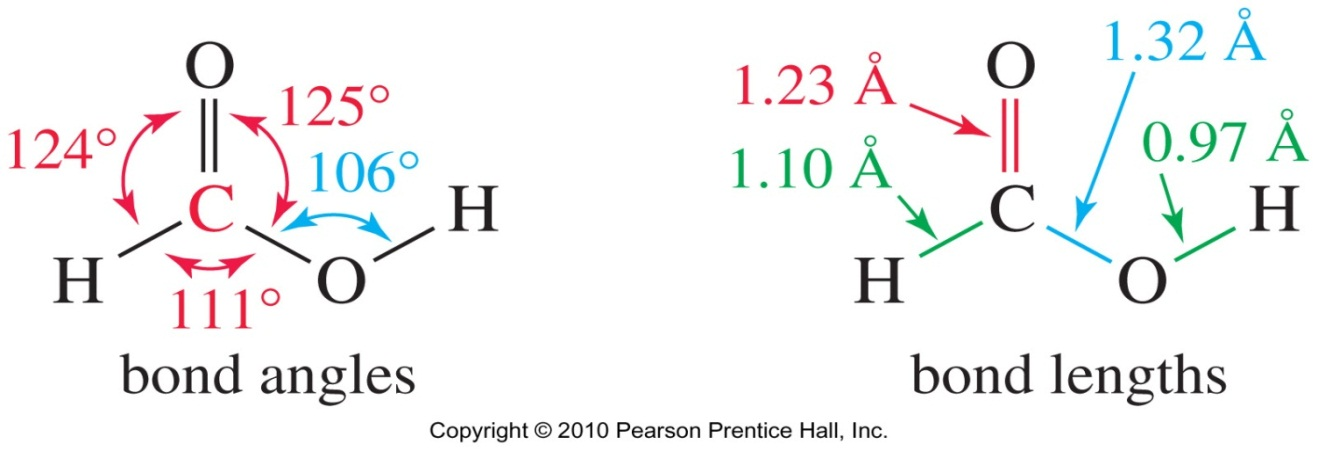 O
124°
125°
106°
C
H
H
O
111°
bond angles
1.32 Å
O
1.23 Å
0.97 Å
1.10 Å
C
H
H
O
bond lengths
Copyright © 2010 Pearson Prentice Hall, Inc.